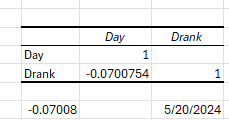 Day Drank
Day 1
Drank -0.0700754 1
-0.07008 5/20/2024